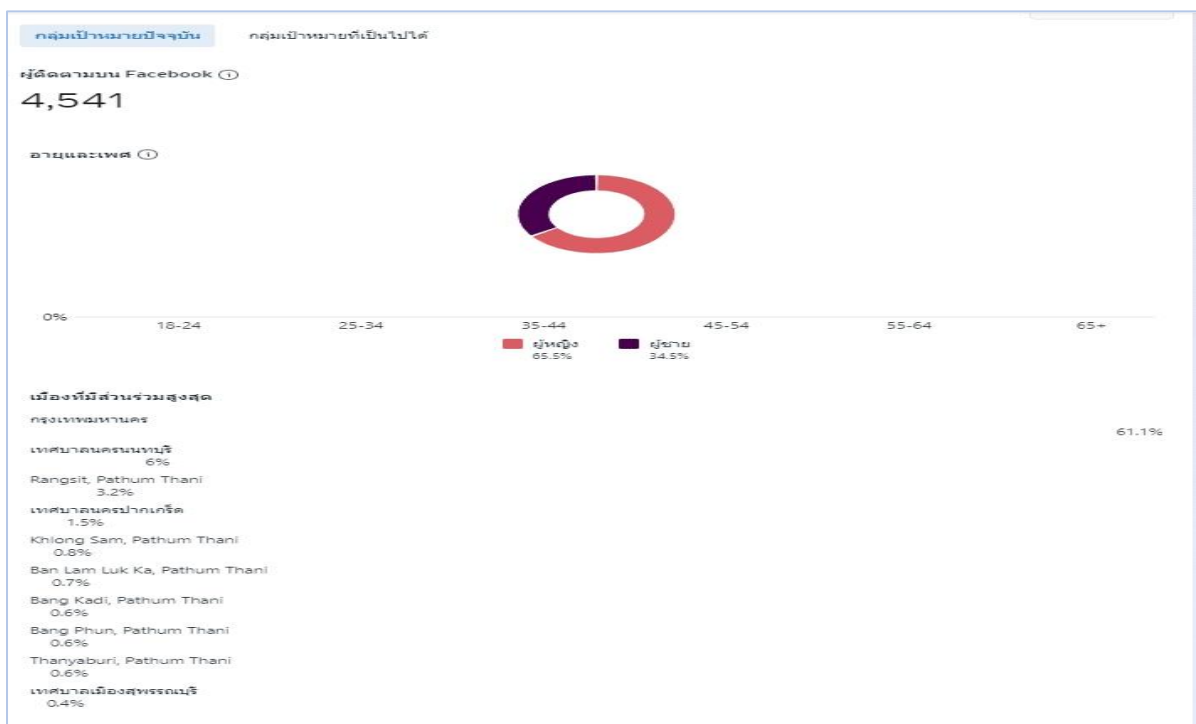 กลุ่มเป้าหมายปัจจุบัน กลุ่มเป้าหมายที่เป็นไปได้
ผู้ติดตามบน Facebook
4,541
อายุและเพศ
0%
18-24 25-34 35-44 45-54 55-64 65+
ผู้หญิง ผู้ชาย
65.5% 34.5%
เมืองที่มีส่วนร่วมสูงสุด
กรุงเทพมหานคร
61.1%
เทศบาลนครนนทบุรี
6%
Rangsit, Pathum Thani
3.2%
เทศบาลนครปากเกร็ด
1.5%
Khlong Sam, Pathum Thani
0.8%
Ban Lam Luk Ka, Pathum Thani
0.7%
Bang Kadi, Pathum Thani
0.6%
Bang Phun, Pathum Thani
0.6%
Thanyaburi, Pathum Thani
0.6%
เทศบาลเมืองสุพรรณบุรี
0.4%